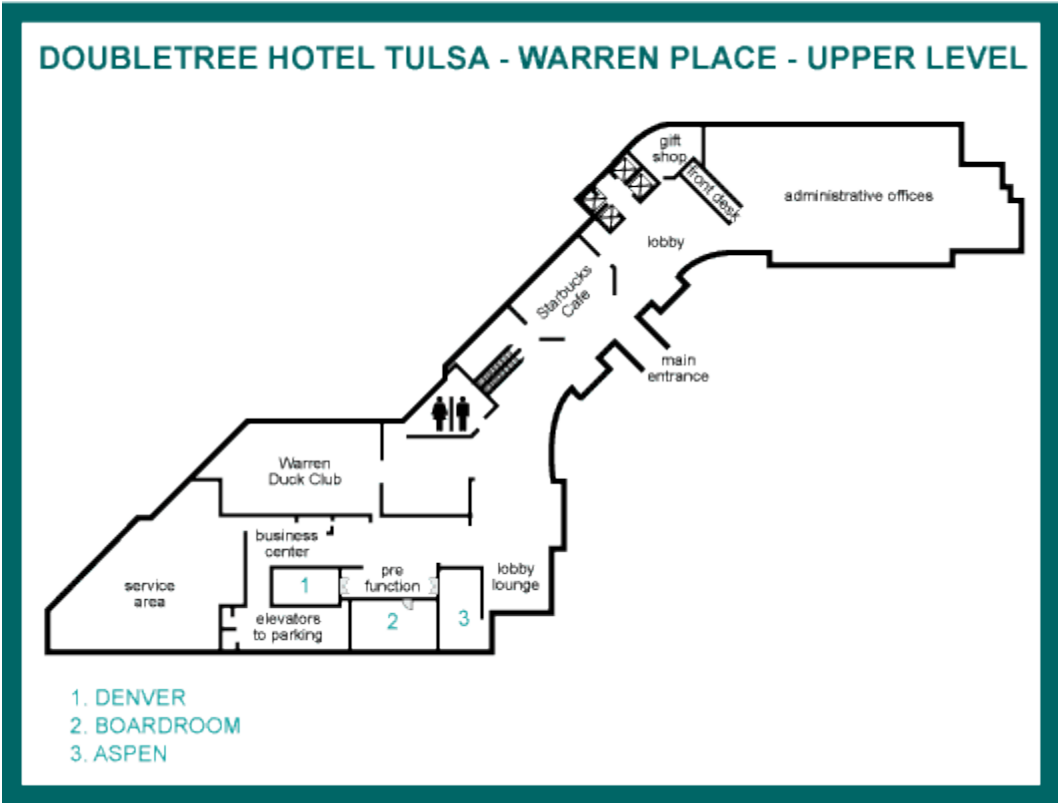 DOUBLETREE HOTEL TULSA - WARREN PLACE - UPPER LEVEL
gift
shop
front desk
administrative offices
lobby
Starbucks
Cafe
main
entrance
Warren
Duck Club
business
center
pre
function
lobby
lounge
service
area
1
2
3
elevators
to parking
1. DENVER
2. BOARDROOM
3. ASPEN